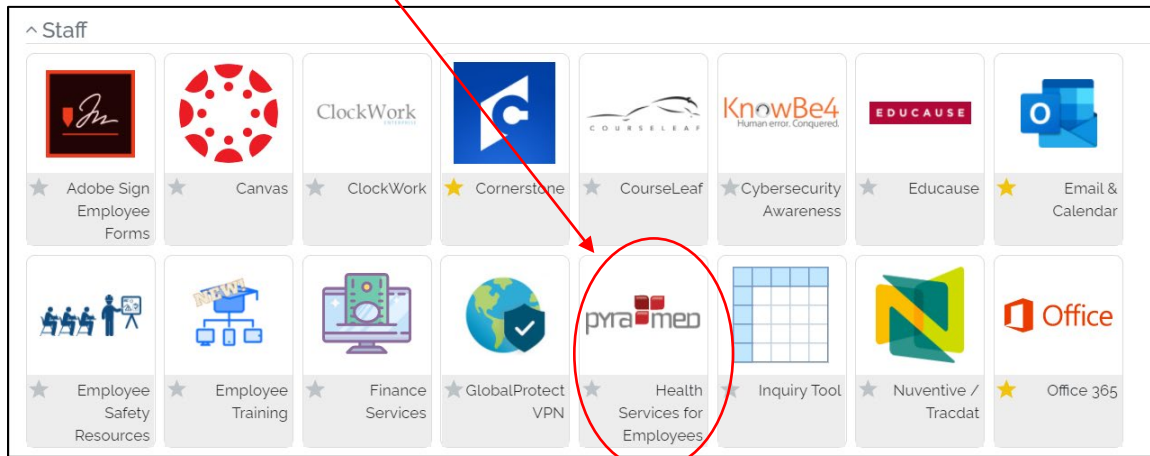 Staff
ClockWork
ENTERPRISE
COURSELEAF
KnowBe4
Human error. Conquered.
EDUCAUSE
O
Adobe Sign
Employee
Forms
Canvas
ClockWork
Cornerstone
CourseLeaf
Cybersecurity
Awareness
Educause
Email &
Calendar
NEW!
pyramed
Office
Employee
Safety
Resources
Employee
Training
Finance
Services
GlobalProtect
VPN
Health
Services for
Employees
Inquiry Tool
Nuventive /
Tracdat
Office 365